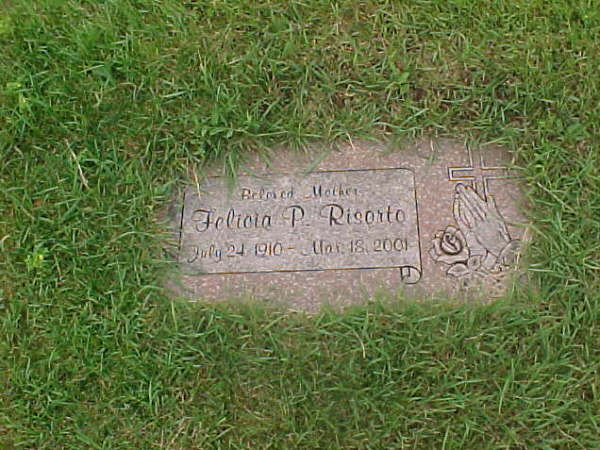 Beloved Mother
Felicia P. Risorto
July 24 1910 - Mar. 18, 2001